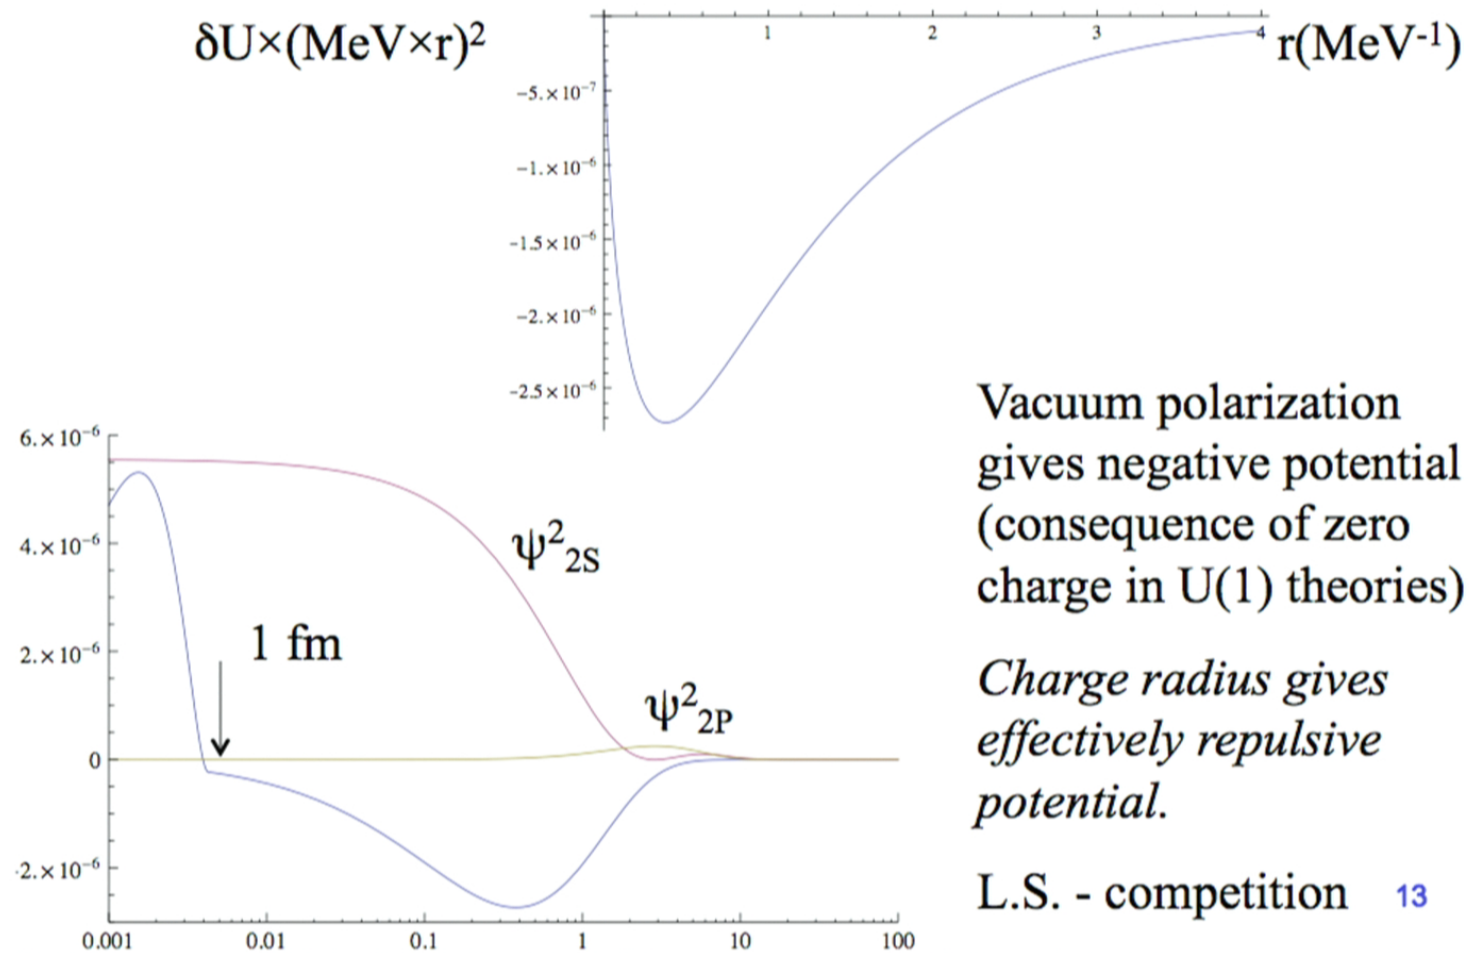 δU×(MeV×r)²
1
2
3
4
r(MeV⁻¹)
−5.×10⁻⁷
−1.×10⁻⁶
−1.5×10⁻⁶
−2.×10⁻⁶
−2.5×10⁻⁶
Vacuum polarization
gives negative potential
(consequence of zero
charge in U(1) theories)
Charge radius gives
effectively repulsive
potential.
L.S. - competition
13
6.×10⁻⁶
4.×10⁻⁶
2.×10⁻⁶
0
-2.×10⁻⁶
ψ²₂S
1 fm
ψ²₂P
0.001
0.01
0.1
1
10
100